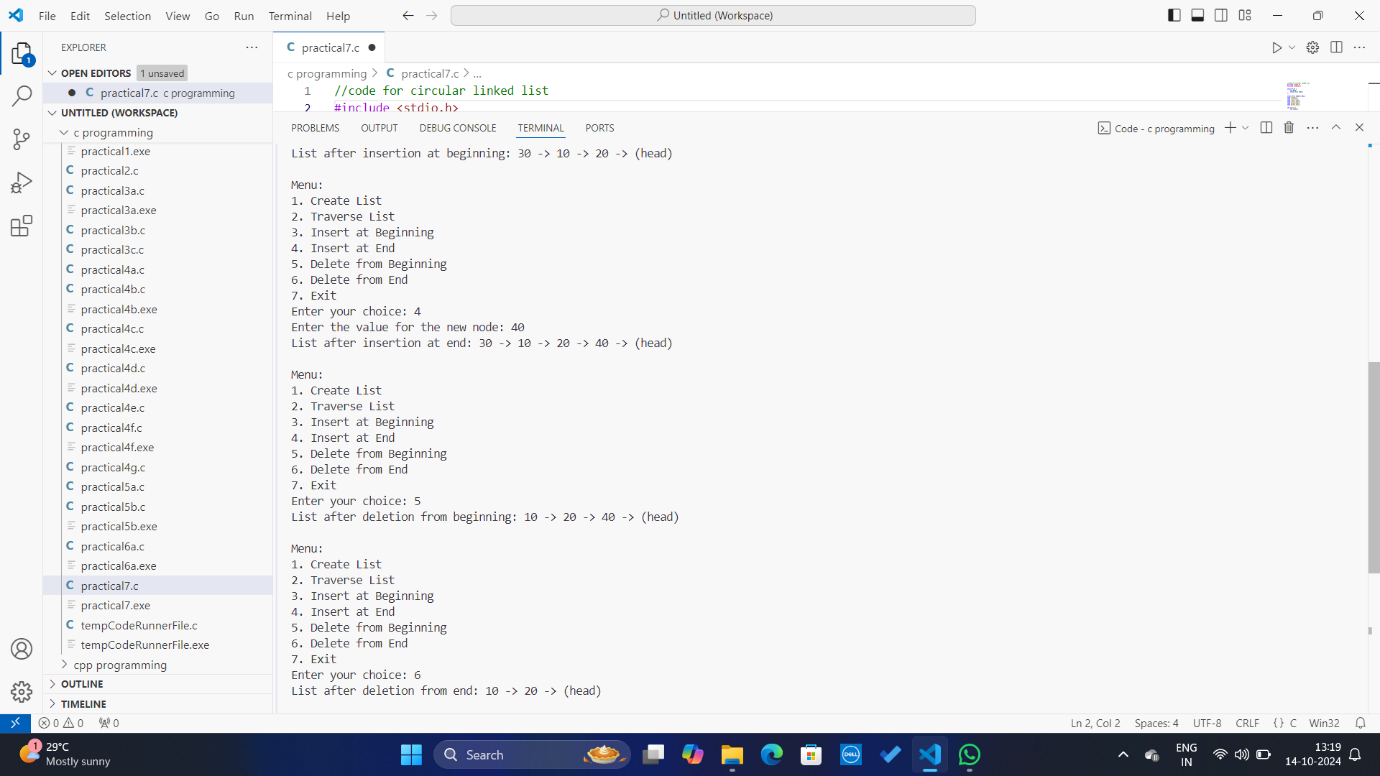 File Edit Selection View Go Run Terminal Help
Untitled (Workspace)
EXPLORER
OPEN EDITORS 1 unsaved
practical7.c c programming
UNTITLED (WORKSPACE)
c programming
practical1.exe
practical2.c
practical3a.c
practical3a.exe
practical3b.c
practical3c.c
practical4a.c
practical4b.c
practical4b.exe
practical4c.c
practical4c.exe
practical4d.c
practical4d.exe
practical4e.c
practical4f.c
practical4f.exe
practical4g.c
practical5a.c
practical5b.c
practical5b.exe
practical6a.c
practical6a.exe
practical7.c
practical7.exe
tempCodeRunnerFile.c
tempCodeRunnerFile.exe
cpp programming
OUTLINE
TIMELINE
practical7.c
c programming > C practical7.c > ...
1 //code for circular linked list
2 #include <stdio.h>
PROBLEMS OUTPUT DEBUG CONSOLE TERMINAL PORTS
Code - c programming
List after insertion at beginning: 30 -> 10 -> 20 -> (head)
Menu:
1. Create List
2. Traverse List
3. Insert at Beginning
4. Insert at End
5. Delete from Beginning
6. Delete from End
7. Exit
Enter your choice: 4
Enter the value for the new node: 40
List after insertion at end: 30 -> 10 -> 20 -> 40 -> (head)
Menu:
1. Create List
2. Traverse List
3. Insert at Beginning
4. Insert at End
5. Delete from Beginning
6. Delete from End
7. Exit
Enter your choice: 5
List after deletion from beginning: 10 -> 20 -> 40 -> (head)
Menu:
1. Create List
2. Traverse List
3. Insert at Beginning
4. Insert at End
5. Delete from Beginning
6. Delete from End
7. Exit
Enter your choice: 6
List after deletion from end: 10 -> 20 -> (head)
0 0 0
Ln 2, Col 2 Spaces: 4 UTF-8 CRLF {} C Win32
1
29°C
Mostly sunny
Search
DELL
ENG
IN
13:19
14-10-2024